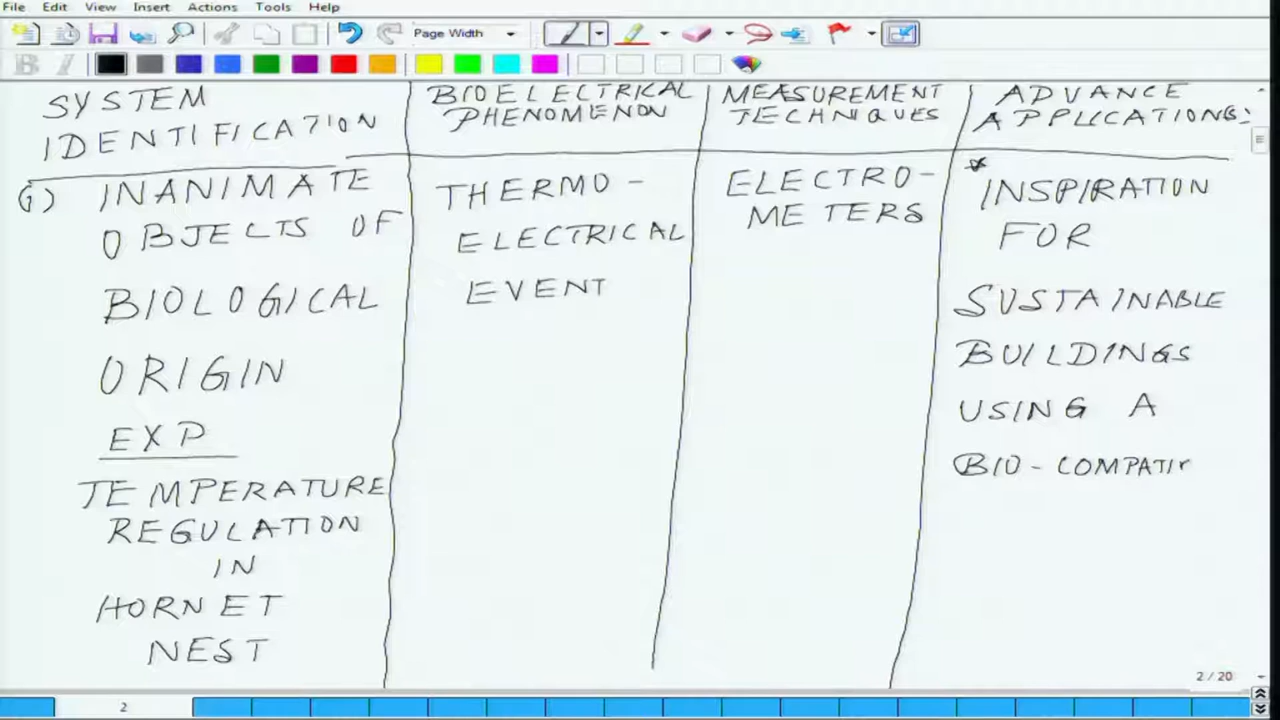 File Edit View Insert Actions Tools Help
Page Width
SYSTEM
IDENTIFICATION
BIOELECTRICAL
PHENOMENON
MEASUREMENT
TECHNIQUES
ADVANCE
APPLICATIONS:
G) INANIMATE
OBJECTS OF
BIOLOGICAL
ORIGIN
EXP
TEMPERATURE
REGULATION
IN
HORNET
NEST
THERMO-
ELECTRICAL
EVENT
ELECTRO-
METERS
* INSPIRATION
FOR
SUSTAINABLE
BUILDINGS
USING A
BIO-COMPATI
2 / 20
2